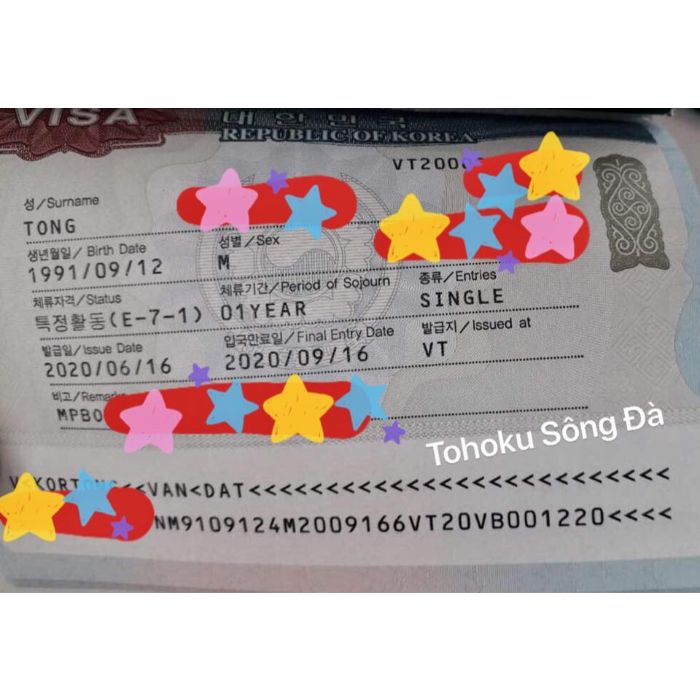 VISA
대한민국
REPUBLIC OF KOREA
VT200
성/Surname
TONG
생년월일/ Birth Date
성별/Sex
1991/09/12
M
체류자격/Status
체류기간/Period of Sojourn
종류/Entries
특정활동(E-7-1)
01YEAR
SINGLE
발급일/Issue Date
입국만료일/Final Entry Date
발급지/Issued at
2020/06/16
2020/09/16
VT
비고/Remarks
MPB0
Tohoku Sông Đà
<<VAN<DAT<<<<<<<<<<<<<<<<<<<<<<<<<<<
NM9109124M2009166VT20VB001220<<<<